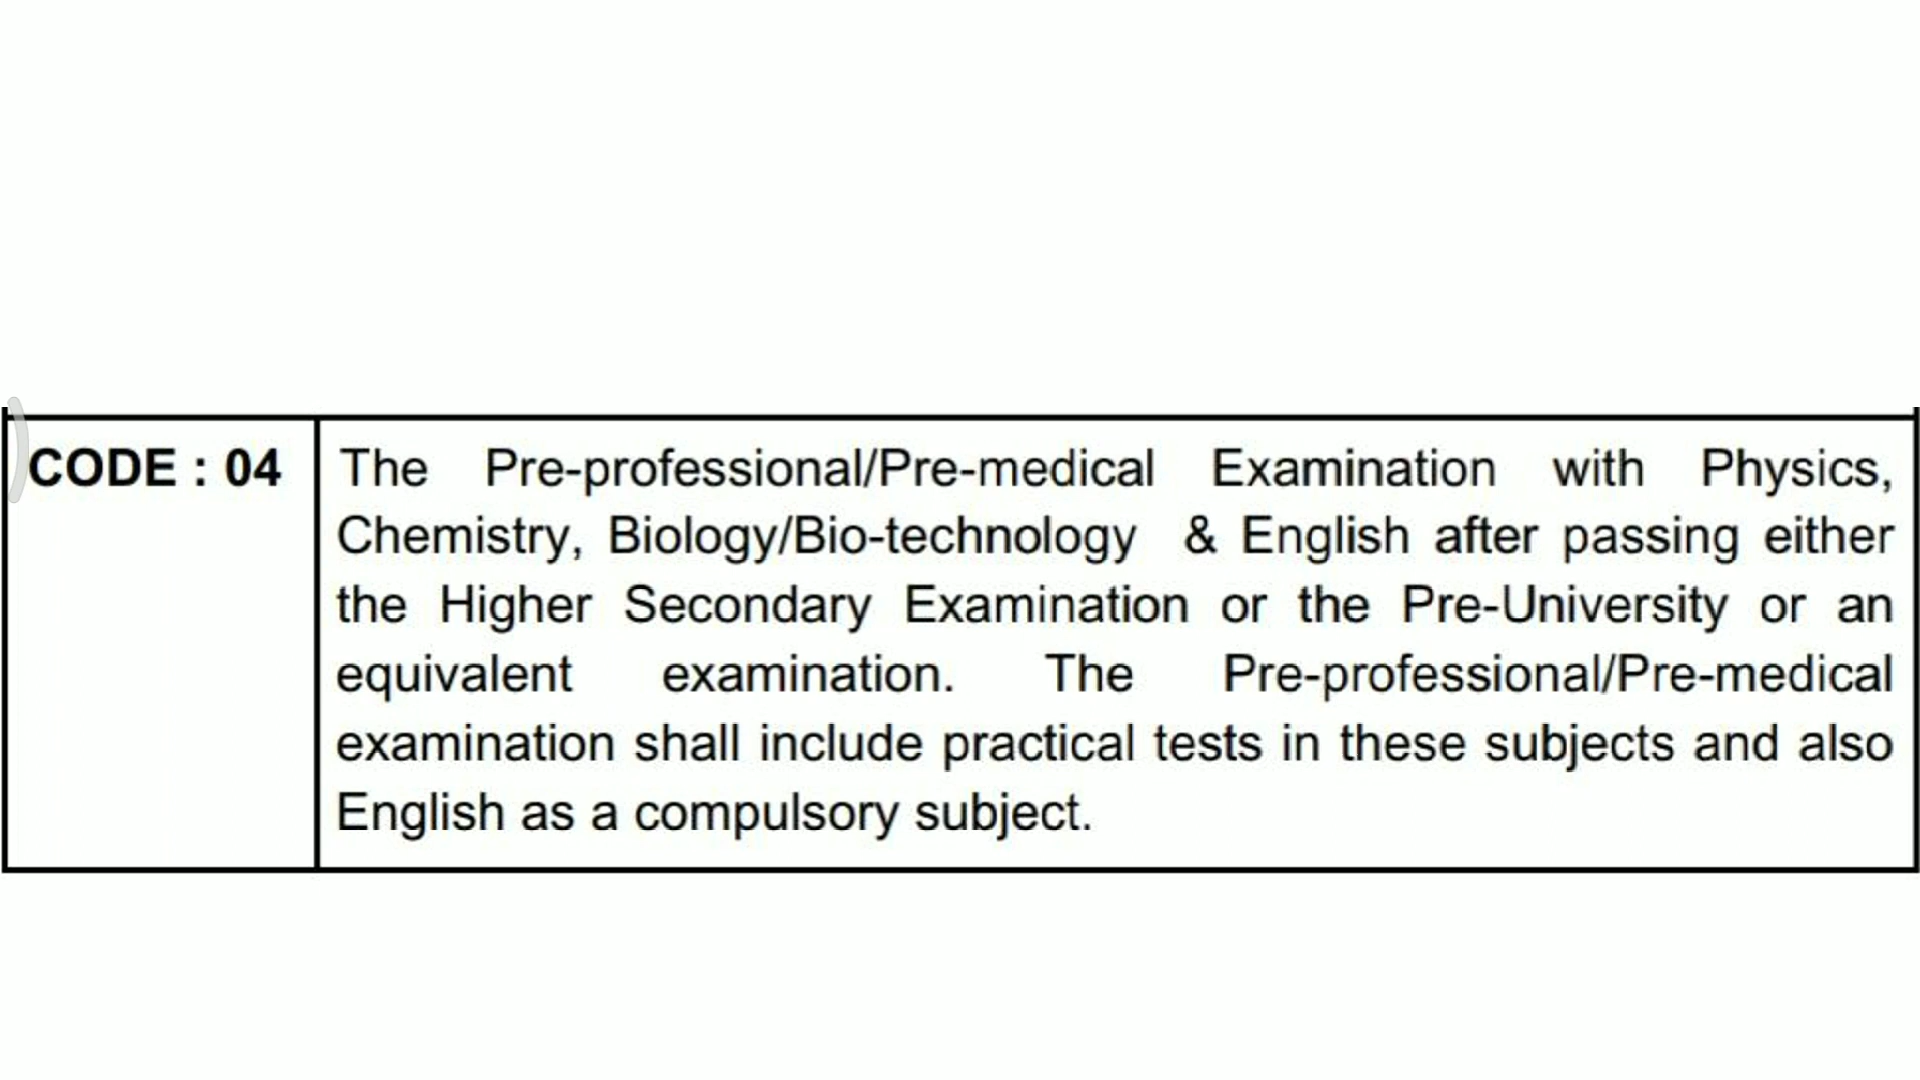 CODE : 04
The Pre-professional/Pre-medical Examination with Physics,
Chemistry, Biology/Bio-technology & English after passing either
the Higher Secondary Examination or the Pre-University or an
equivalent examination. The Pre-professional/Pre-medical
examination shall include practical tests in these subjects and also
English as a compulsory subject.